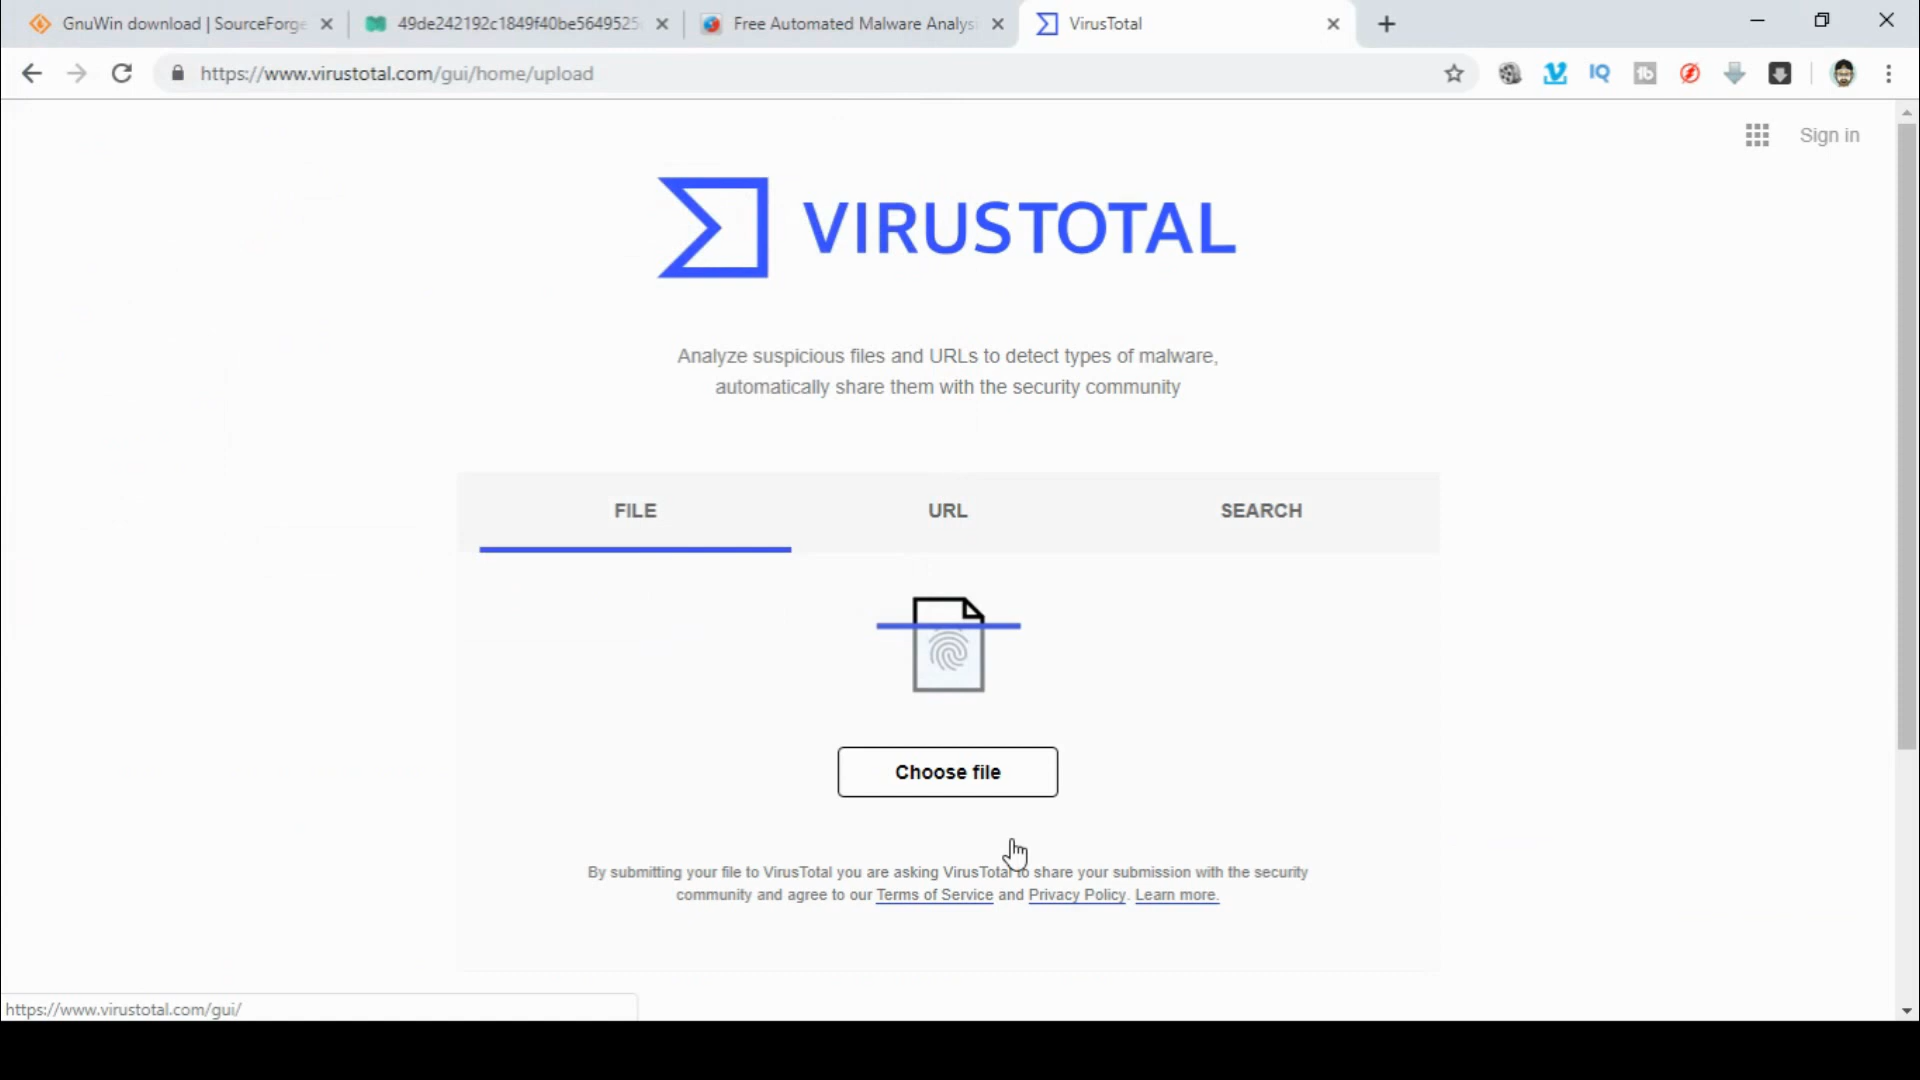 GnuWin download | SourceForge
49de242192c1849f40be5649525
Free Automated Malware Analysi
VirusTotal
https://www.virustotal.com/gui/home/upload
Sign in
VIRUSTOTAL
Analyze suspicious files and URLs to detect types of malware,
automatically share them with the security community
FILE
URL
SEARCH
Choose file
By submitting your file to VirusTotal you are asking VirusTotal to share your submission with the security
community and agree to our Terms of Service and Privacy Policy. Learn more.
https://www.virustotal.com/gui/